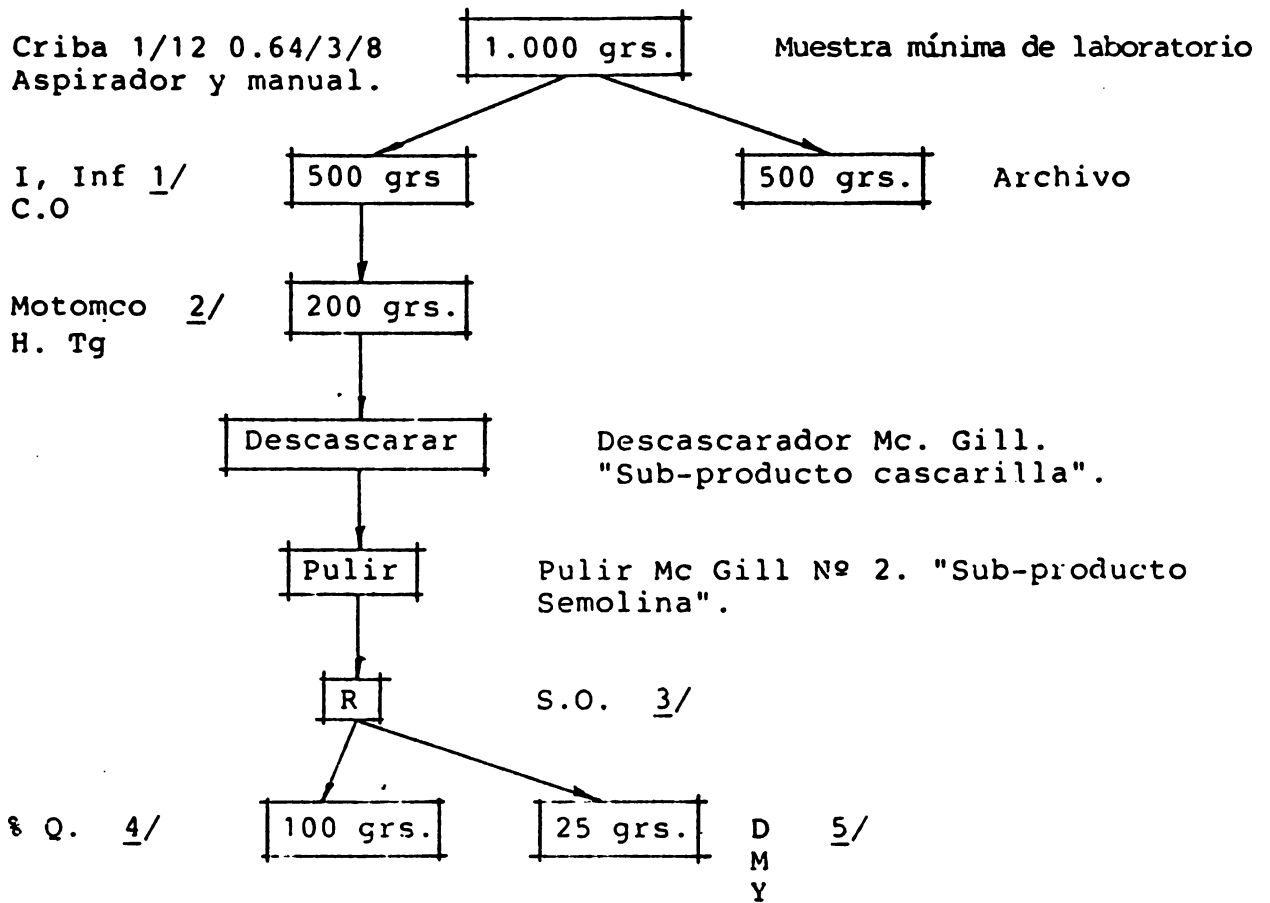 Criba 1/12 0.64/3/8
Aspirador y manual.
1.000 grs.
Muestra mínima de laboratorio
I, Inf 1/
C.O
500 grs
500 grs.
Archivo
Motomco 2/
H. Tg
200 grs.
Descascarar
Descascarador Mc. Gill.
"Sub-producto cascarilla".
Pulir
Pulir Mc Gill Nº 2. "Sub-producto
Semolina".
R
S.O. 3/
% Q. 4/
100 grs.
25 grs.
D 5/
M
Y